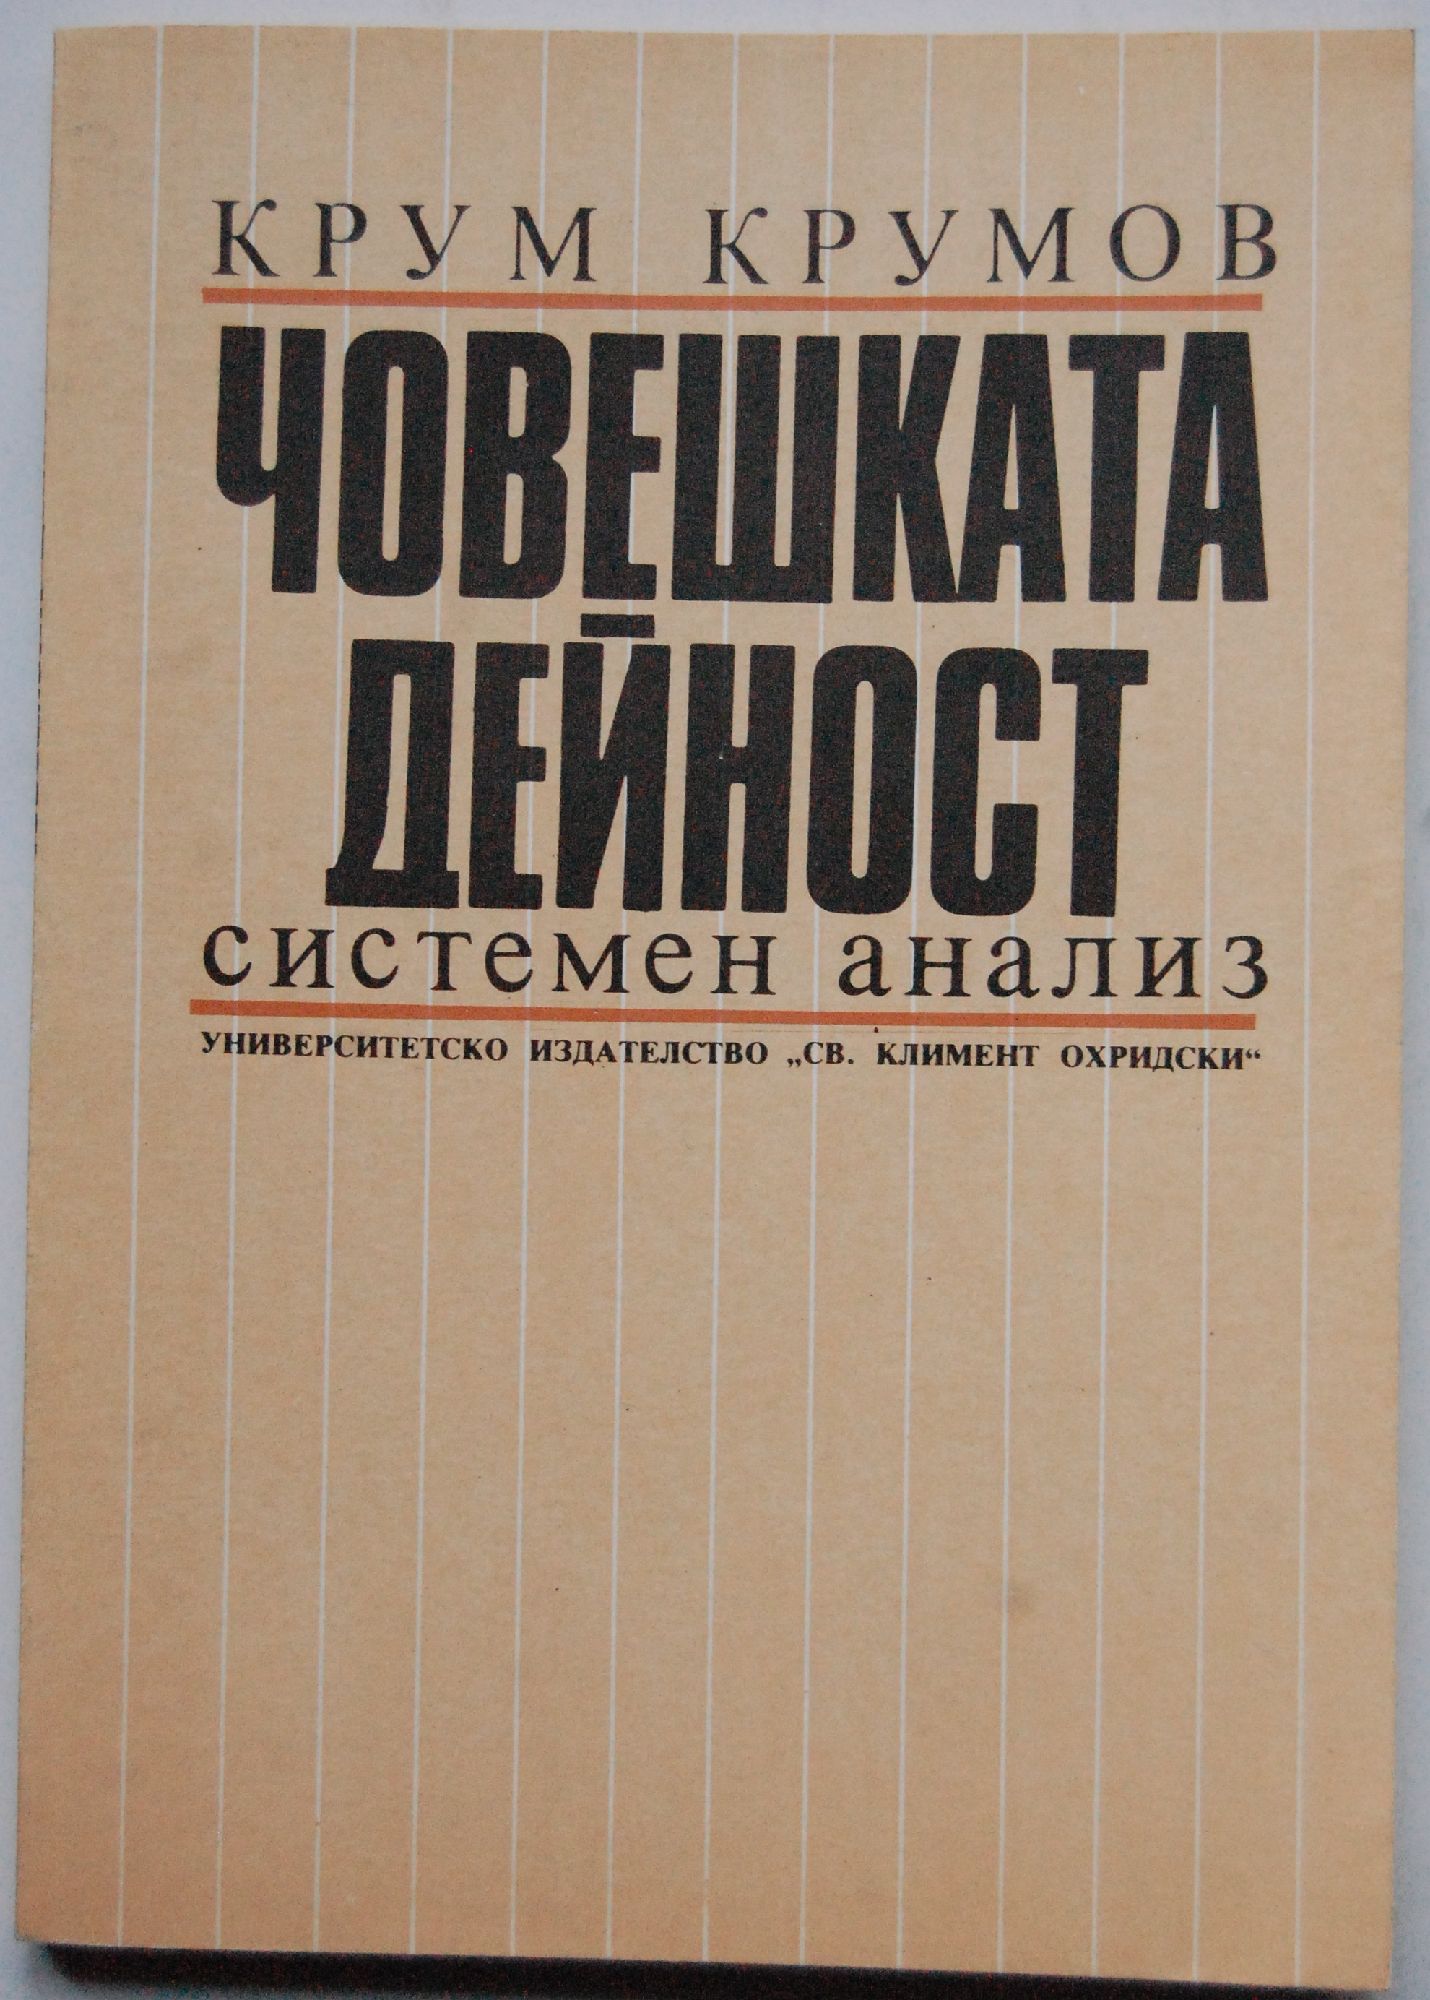 КРУМ КРУМОВ
ЧОВЕШКАТА
ДЕЙНОСТ
системен анализ
УНИВЕРСИТЕТСКО ИЗДАТЕЛСТВО „СВ. КЛИМЕНТ ОХРИДСКИ“